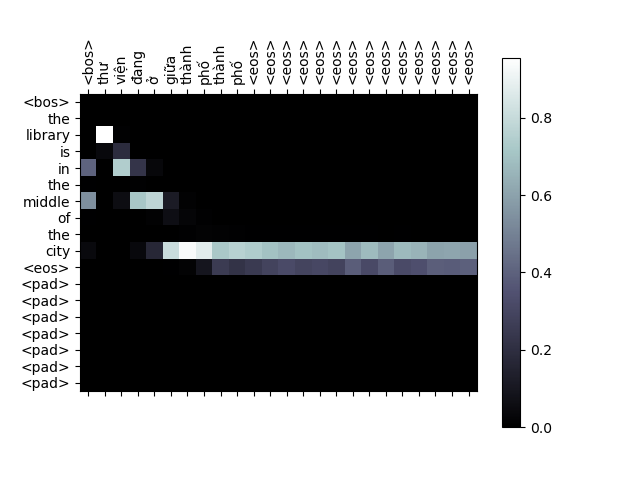 <bos> thư viện đang ở giữa thành phố thành phố <eos> <eos> <eos> <eos> <eos> <eos> <eos> <eos> <eos> <eos> <eos> <eos> <eos> <eos>
<bos>
the
library
is
in
the
middle
of
the
city
<eos>
<pad>
<pad>
<pad>
<pad>
<pad>
<pad>
<pad>
0.8
0.6
0.4
0.2
0.0